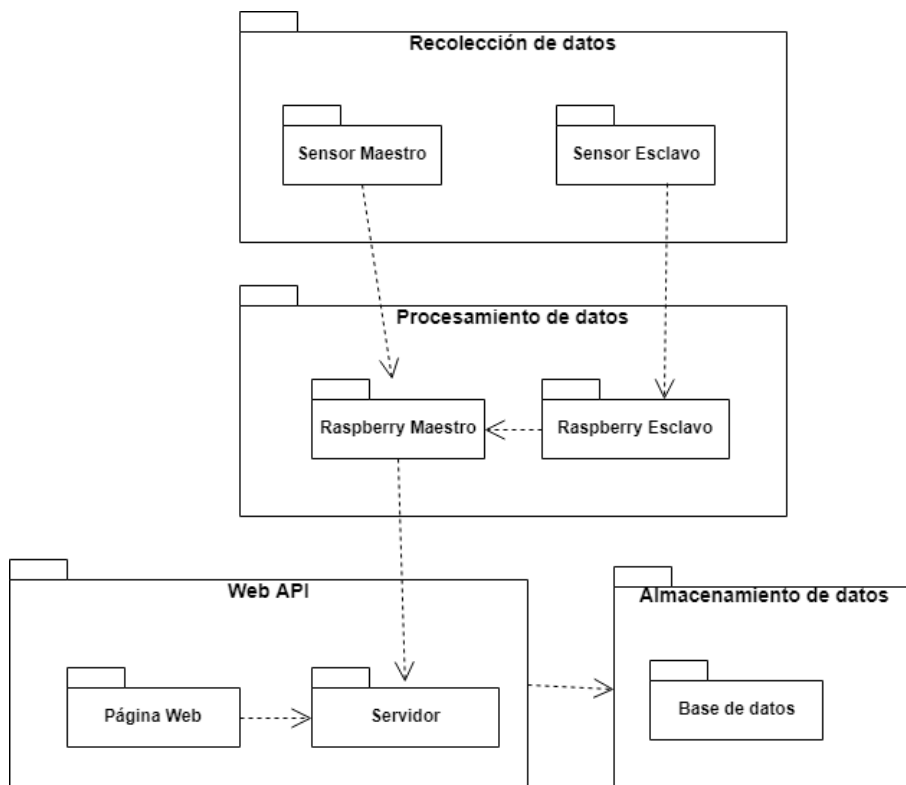 Recolección de datos
Sensor Maestro
Sensor Esclavo
Procesamiento de datos
Raspberry Maestro
Raspberry Esclavo
Web API
Almacenamiento de datos
Página Web
Servidor
Base de datos